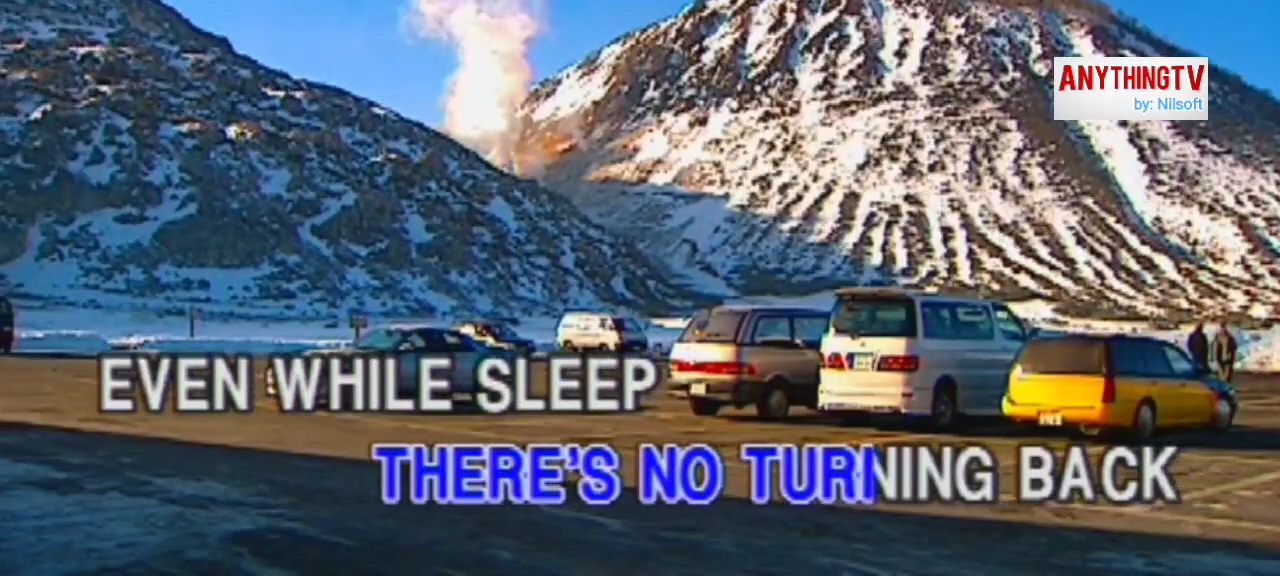 ANYTHINGTV
by: Nilsoft
EVEN WHILE SLEEP
THERE'S NO TURNING BACK